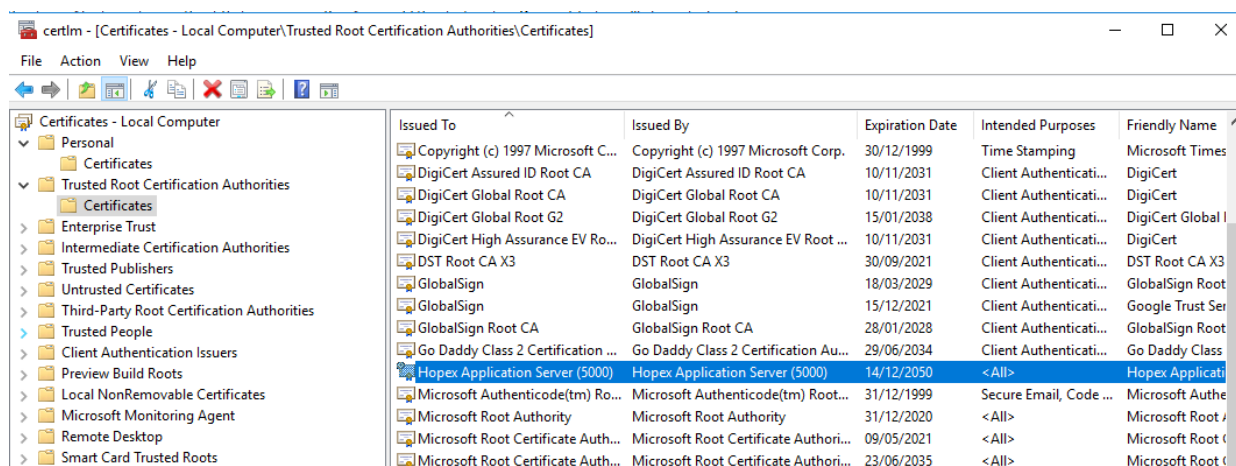 certlm - [Certificates - Local Computer\Trusted Root Certification Authorities\Certificates]
File Action View Help
Certificates - Local Computer
Personal
Certificates
Trusted Root Certification Authorities
Certificates
Enterprise Trust
Intermediate Certification Authorities
Trusted Publishers
Untrusted Certificates
Third-Party Root Certification Authorities
Trusted People
Client Authentication Issuers
Preview Build Roots
Local NonRemovable Certificates
Microsoft Monitoring Agent
Remote Desktop
Smart Card Trusted Roots
Issued To Issued By Expiration Date Intended Purposes Friendly Name
Copyright (c) 1997 Microsoft C... Copyright (c) 1997 Microsoft Corp. 30/12/1999 Time Stamping Microsoft Times
DigiCert Assured ID Root CA DigiCert Assured ID Root CA 10/11/2031 Client Authenticati... DigiCert
DigiCert Global Root CA DigiCert Global Root CA 10/11/2031 Client Authenticati... DigiCert
DigiCert Global Root G2 DigiCert Global Root G2 15/01/2038 Client Authenticati... DigiCert Global
DigiCert High Assurance EV Ro... DigiCert High Assurance EV Root ... 10/11/2031 Client Authenticati... DigiCert
DST Root CA X3 DST Root CA X3 30/09/2021 Client Authenticati... DST Root CA X3
GlobalSign GlobalSign 18/03/2029 Client Authenticati... GlobalSign Root
GlobalSign GlobalSign 15/12/2021 Client Authenticati... Google Trust Ser
GlobalSign Root CA GlobalSign Root CA 28/01/2028 Client Authenticati... GlobalSign Root
Go Daddy Class 2 Certification ... Go Daddy Class 2 Certification Au... 29/06/2034 Client Authenticati... Go Daddy Class
Hopex Application Server (5000) Hopex Application Server (5000) 14/12/2050 <All> Hopex Applicati
Microsoft Authenticode(tm) Ro... Microsoft Authenticode(tm) Root... 31/12/1999 Secure Email, Code ... Microsoft Authe
Microsoft Root Authority Microsoft Root Authority 31/12/2020 <All> Microsoft Root
Microsoft Root Certificate Auth... Microsoft Root Certificate Authori... 09/05/2021 <All> Microsoft Root
Microsoft Root Certificate Auth... Microsoft Root Certificate Authori... 23/06/2035 <All> Microsoft Root